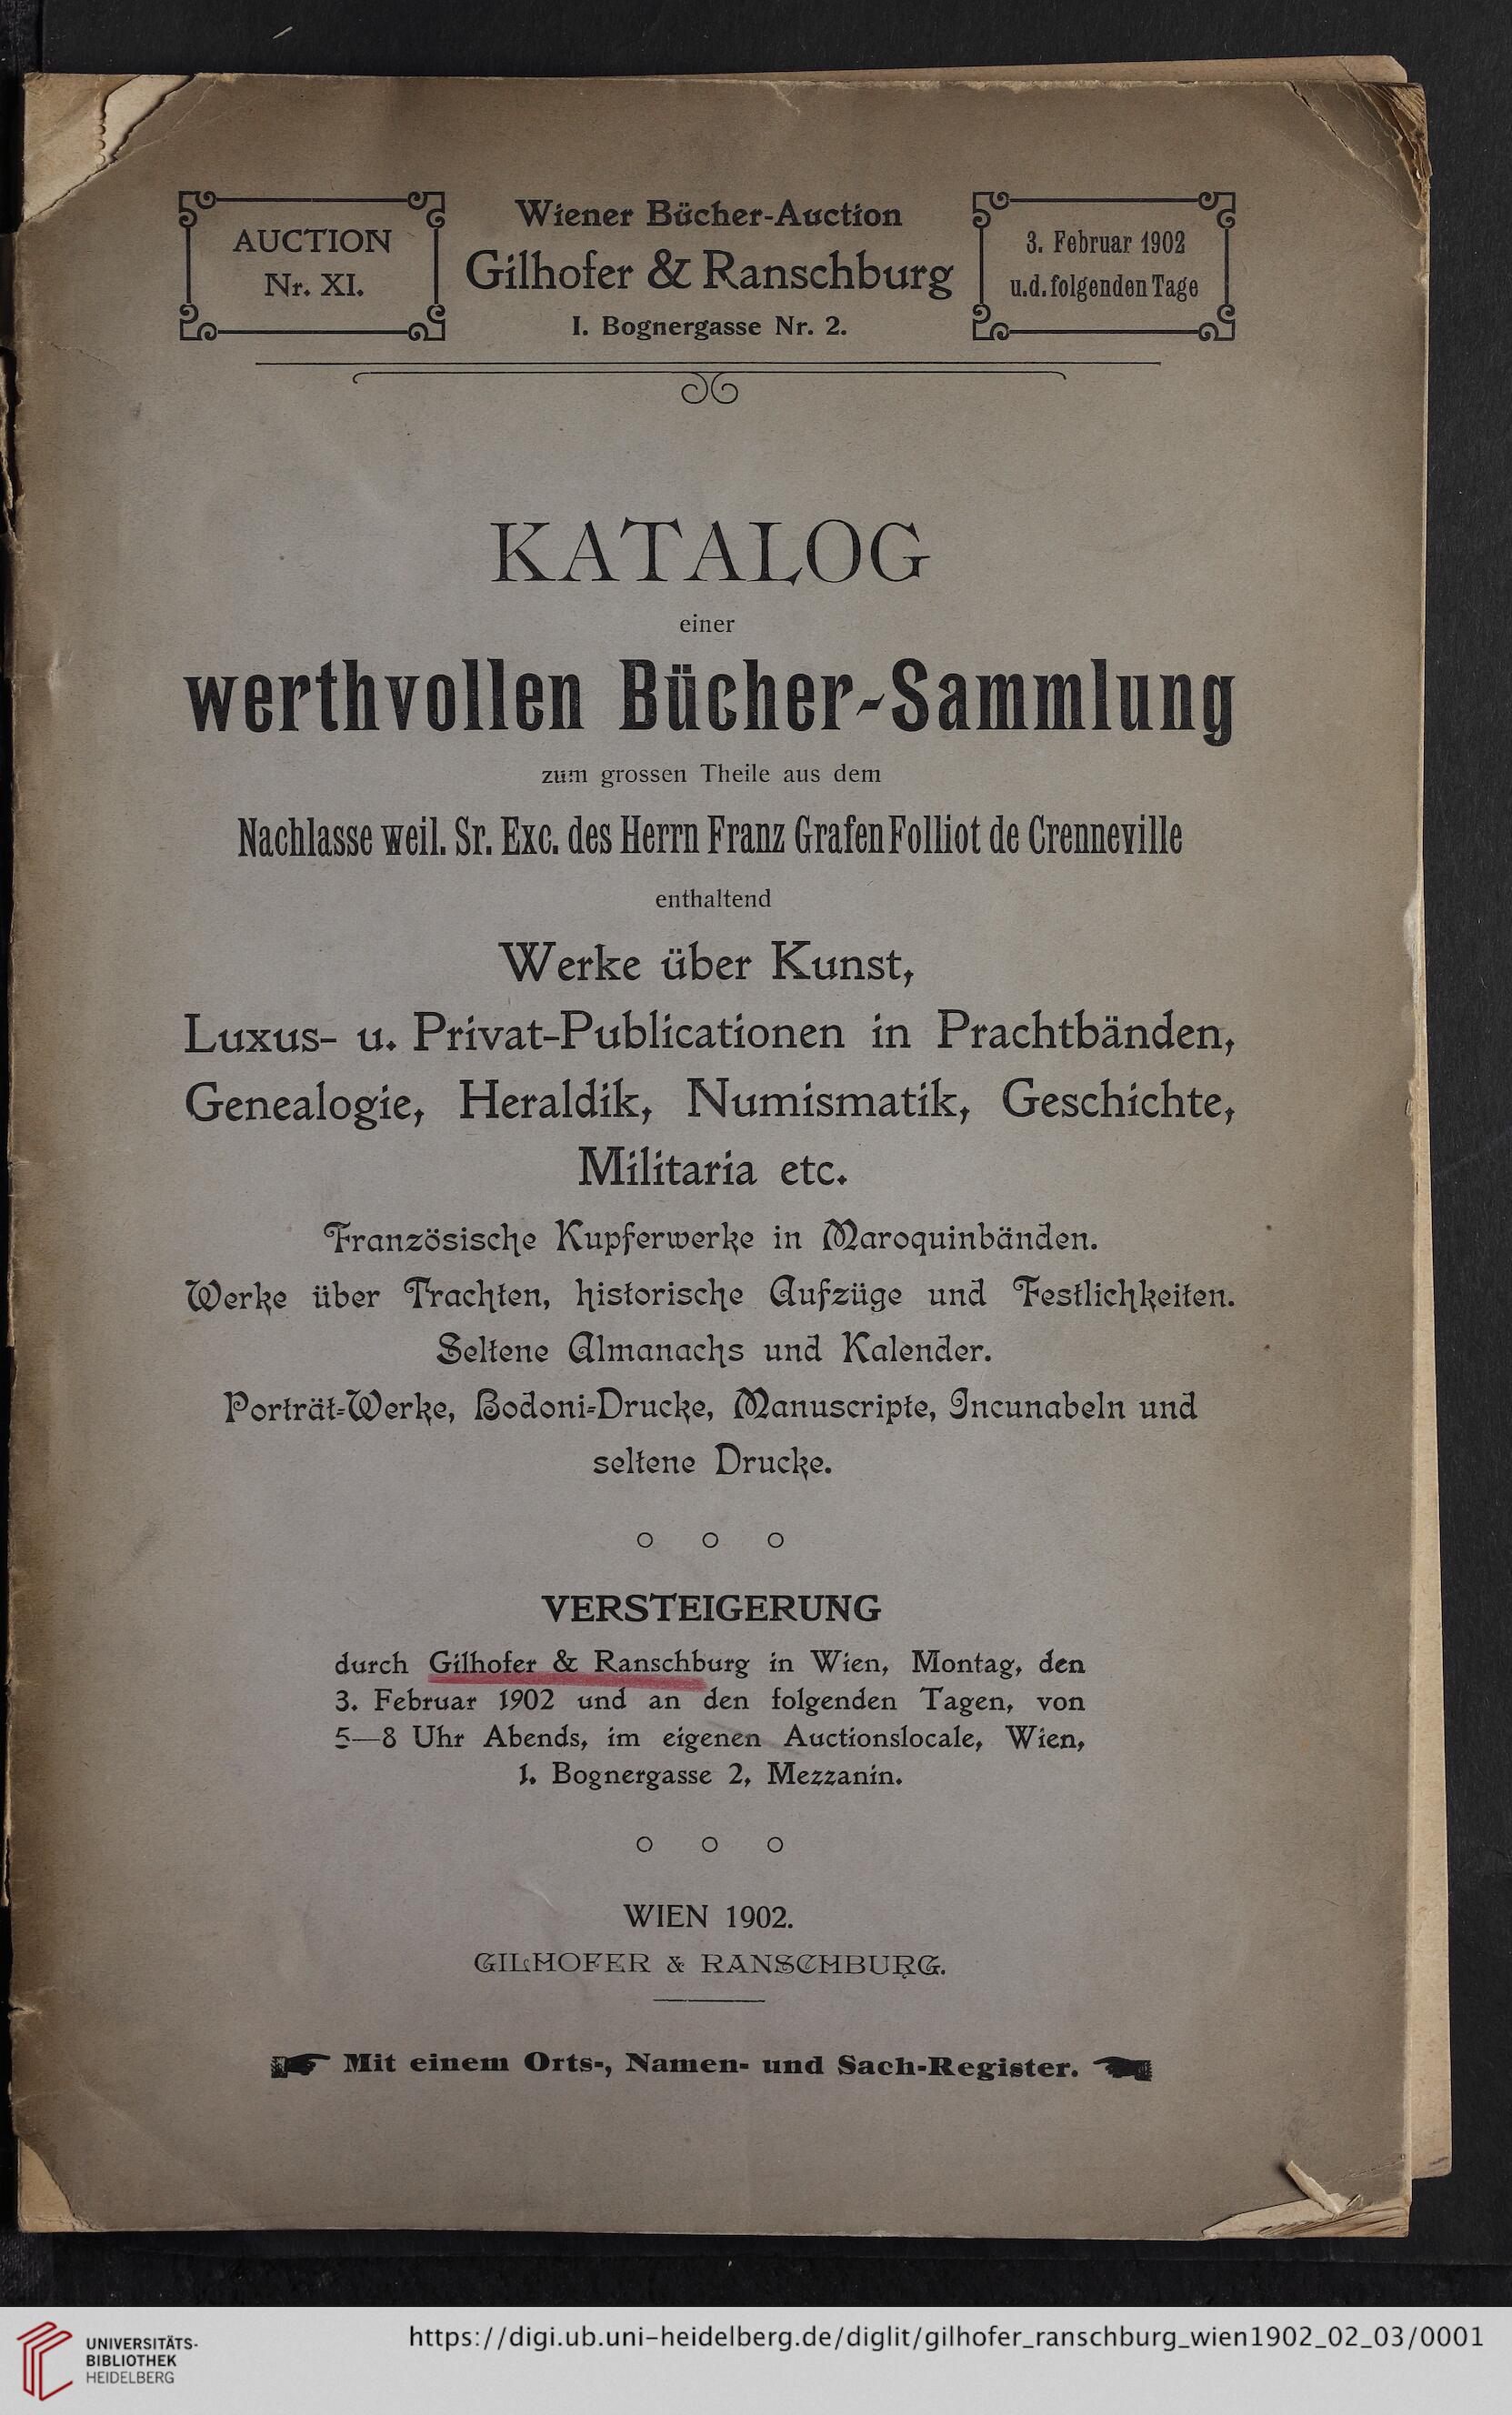 AUCTION
Nr. XI.
Wiener Bücher-Auction
Gilhofer & Ranschburg
I. Bognergasse Nr. 2.
3. Februar 1902
u. d. folgenden Tage
KATALOG
einer
werthvollen Bücher-Sammlung
zum grossen Theile aus dem
Nachlasse weil. Sr. Exc. des Herrn Franz Grafen Folliot de Crenneville
enthaltend
Werke über Kunst,
Luxus- u. Privat-Publicationen in Prachtbänden,
Genealogie, Heraldik, Numismatik, Geschichte,
Militaria etc.
Französische Kupferwerke in Maroquinbänden.
Werke über Trachten, historische Aufzüge und Festlichkeiten.
Seltene Almanachs und Kalender.
Porträt-Werke, Bodoni-Drucke, Manuscripte, Incunabeln und
seltene Drucke.
VERSTEIGERUNG
durch Gilhofer & Ranschburg in Wien, Montag, den
3. Februar 1902 und an den folgenden Tagen, von
5—8 Uhr Abends, im eigenen Auctionslocale, Wien,
1. Bognergasse 2, Mezzanin.
WIEN 1902.
GILHOFER & RANSCHBURG.
Mit einem Orts-, Namen- und Sach-Register.
UNIVERSITÄTS-
BIBLIOTHEK
HEIDELBERG
https://digi.ub.uni-heidelberg.de/diglit/gilhofer_ranschburg_wien1902_02_03/0001